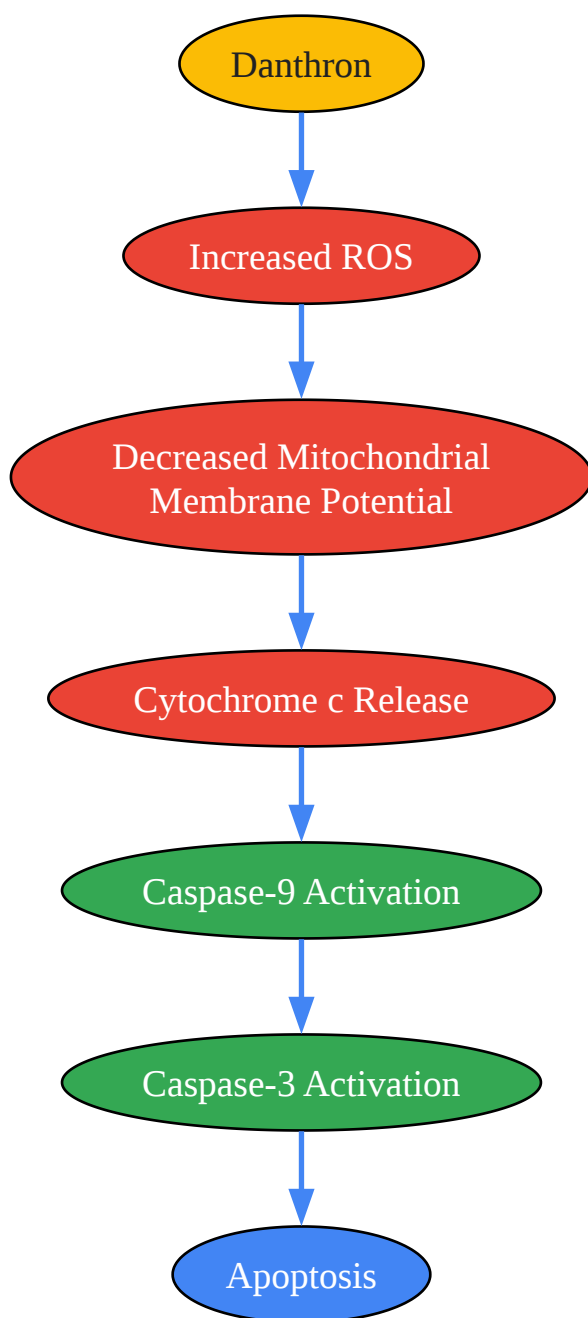 Danthron
Increased ROS
Decreased Mitochondrial
Membrane Potential
Cytochrome c Release
Caspase-9 Activation
Caspase-3 Activation
Apoptosis